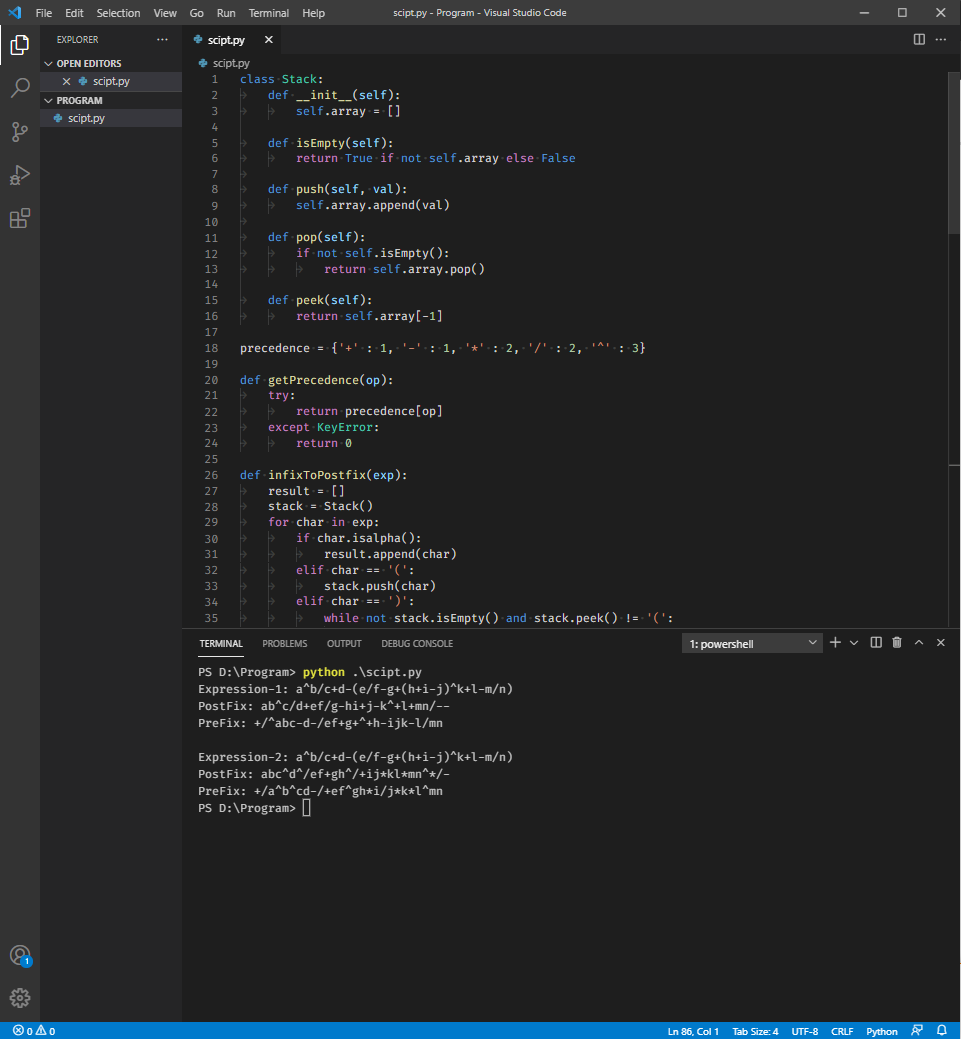 File Edit Selection View Go Run Terminal Help scipt.py - Program - Visual Studio Code
EXPLORER
OPEN EDITORS
scipt.py
PROGRAM
scipt.py
scipt.py
scipt.py
1 class Stack:
2 def __init__(self):
3 self.array = []
4
5 def isEmpty(self):
6 return True if not self.array else False
7
8 def push(self, val):
9 self.array.append(val)
10
11 def pop(self):
12 if not self.isEmpty():
13 return self.array.pop()
14
15 def peek(self):
16 return self.array[-1]
17
18 precedence = {'+' : 1, '-' : 1, '*' : 2, '/' : 2, '^' : 3}
19
20 def getPrecedence(op):
21 try:
22 return precedence[op]
23 except KeyError:
24 return 0
25
26 def infixToPostfix(exp):
27 result = []
28 stack = Stack()
29 for char in exp:
30 if char.isalpha():
31 result.append(char)
32 elif char == '(':
33 stack.push(char)
34 elif char == ')':
35 while not stack.isEmpty() and stack.peek() != '(':
TERMINAL PROBLEMS OUTPUT DEBUG CONSOLE 1: powershell
PS D:\Program> python .\scipt.py
Expression-1: a^b/c+d-(e/f-g+(h+i-j)^k+l-m/n)
PostFix: ab^c/d+ef/g-hi+j-k^+l+mn/--
PreFix: +/^abc-d-/ef+g+^+h-ijk-l/mn

Expression-2: a^b/c+d-(e/f-g+(h+i-j)^k+l-m/n)
PostFix: abc^d^/ef+gh^/+ij*kl*mn^*/-
PreFix: +/a^b^cd-/+ef^gh*i/j*k*l^mn
PS D:\Program>
1
0 0 Ln 86, Col 1 Tab Size: 4 UTF-8 CRLF Python